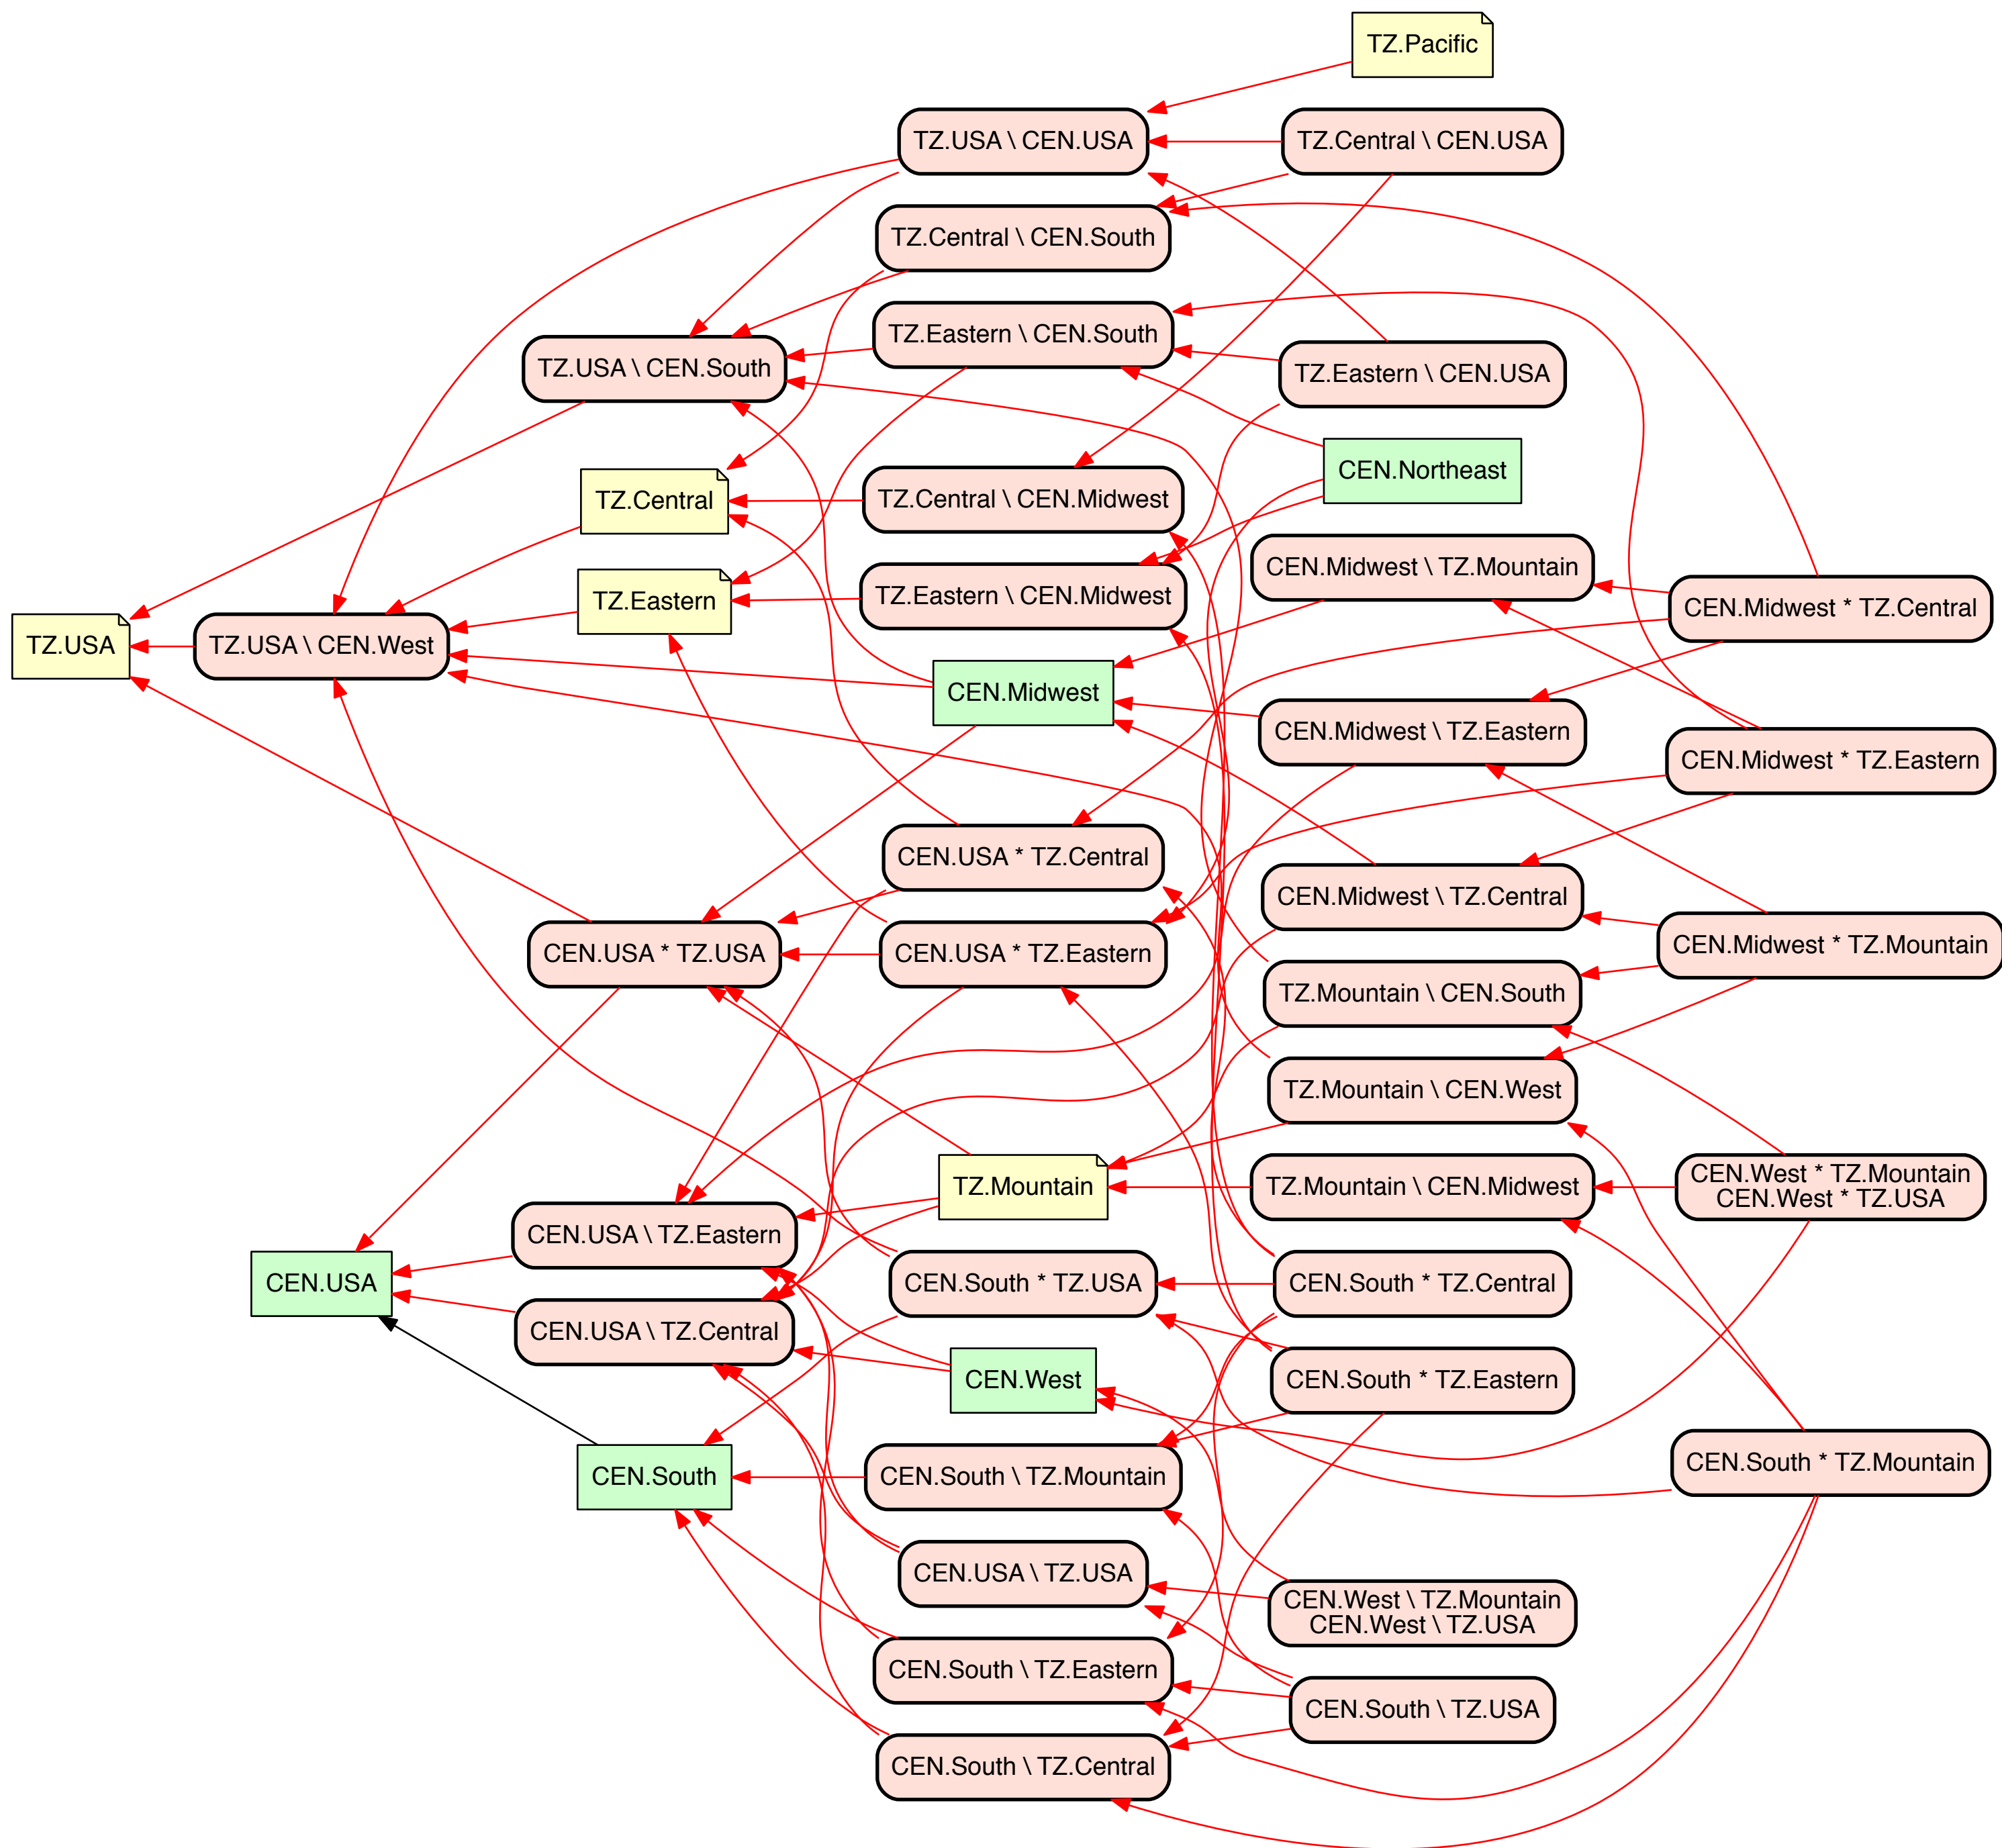 TZ.Pacific
TZ.USA \ CEN.USA
TZ.Central \ CEN.USA
TZ.Central \ CEN.South
TZ.Eastern \ CEN.South
TZ.USA \ CEN.South
TZ.Eastern \ CEN.USA
CEN.Northeast
TZ.Central
TZ.Central \ CEN.Midwest
CEN.Midwest \ TZ.Mountain
TZ.Eastern
TZ.Eastern \ CEN.Midwest
CEN.Midwest * TZ.Central
TZ.USA
TZ.USA \ CEN.West
CEN.Midwest
CEN.Midwest \ TZ.Eastern
CEN.Midwest * TZ.Eastern
CEN.USA * TZ.Central
CEN.Midwest \ TZ.Central
CEN.Midwest * TZ.Mountain
CEN.USA * TZ.USA
CEN.USA * TZ.Eastern
TZ.Mountain \ CEN.South
TZ.Mountain \ CEN.West
TZ.Mountain
TZ.Mountain \ CEN.Midwest
CEN.West * TZ.Mountain
CEN.West * TZ.USA
CEN.USA \ TZ.Eastern
CEN.USA
CEN.South * TZ.USA
CEN.South * TZ.Central
CEN.USA \ TZ.Central
CEN.West
CEN.South * TZ.Eastern
CEN.South
CEN.South \ TZ.Mountain
CEN.South * TZ.Mountain
CEN.USA \ TZ.USA
CEN.West \ TZ.Mountain
CEN.West \ TZ.USA
CEN.South \ TZ.Eastern
CEN.South \ TZ.USA
CEN.South \ TZ.Central